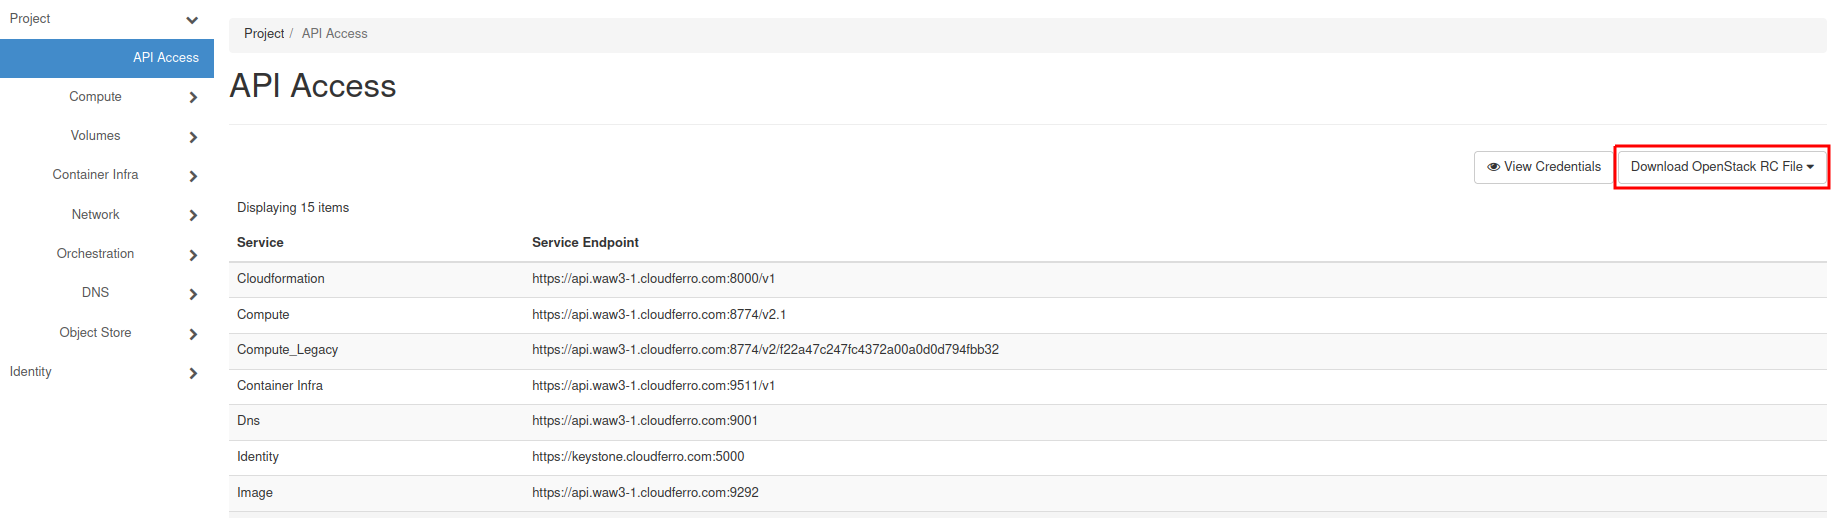 Project
API Access
Compute
Volumes
Container Infra
Network
Orchestration
DNS
Object Store
Identity
Project / API Access
API Access
View Credentials
Download OpenStack RC File
Displaying 15 items
Service Service Endpoint
Cloudformation https://api.waw3-1.cloudferro.com:8000/v1
Compute https://api.waw3-1.cloudferro.com:8774/v2.1
Compute_Legacy https://api.waw3-1.cloudferro.com:8774/v2/f22a47c247fc4372a00a0d0d794fbb32
Container Infra https://api.waw3-1.cloudferro.com:9511/v1
Dns https://api.waw3-1.cloudferro.com:9001
Identity https://keystone.cloudferro.com:5000
Image https://api.waw3-1.cloudferro.com:9292